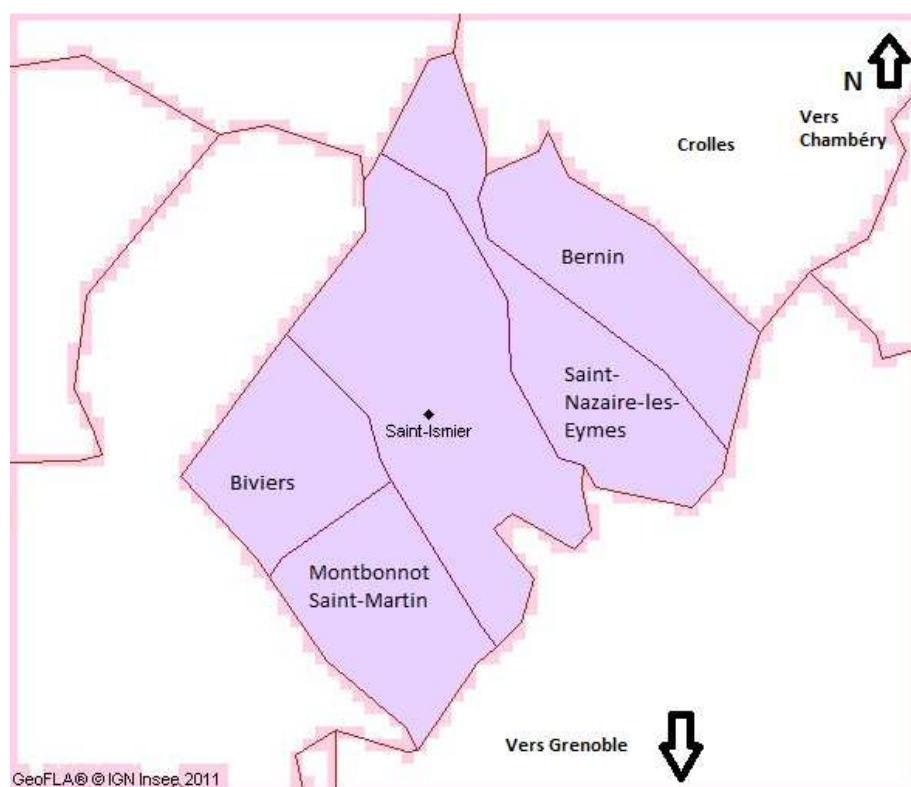 N
Vers
Chambéry
Crolles
Bernin
Saint-
Nazaire-les-
Eymes
Saint-Ismier
Biviers
Montbonnot
Saint-Martin
Vers Grenoble
GeoFLA® © IGN Insee, 2011